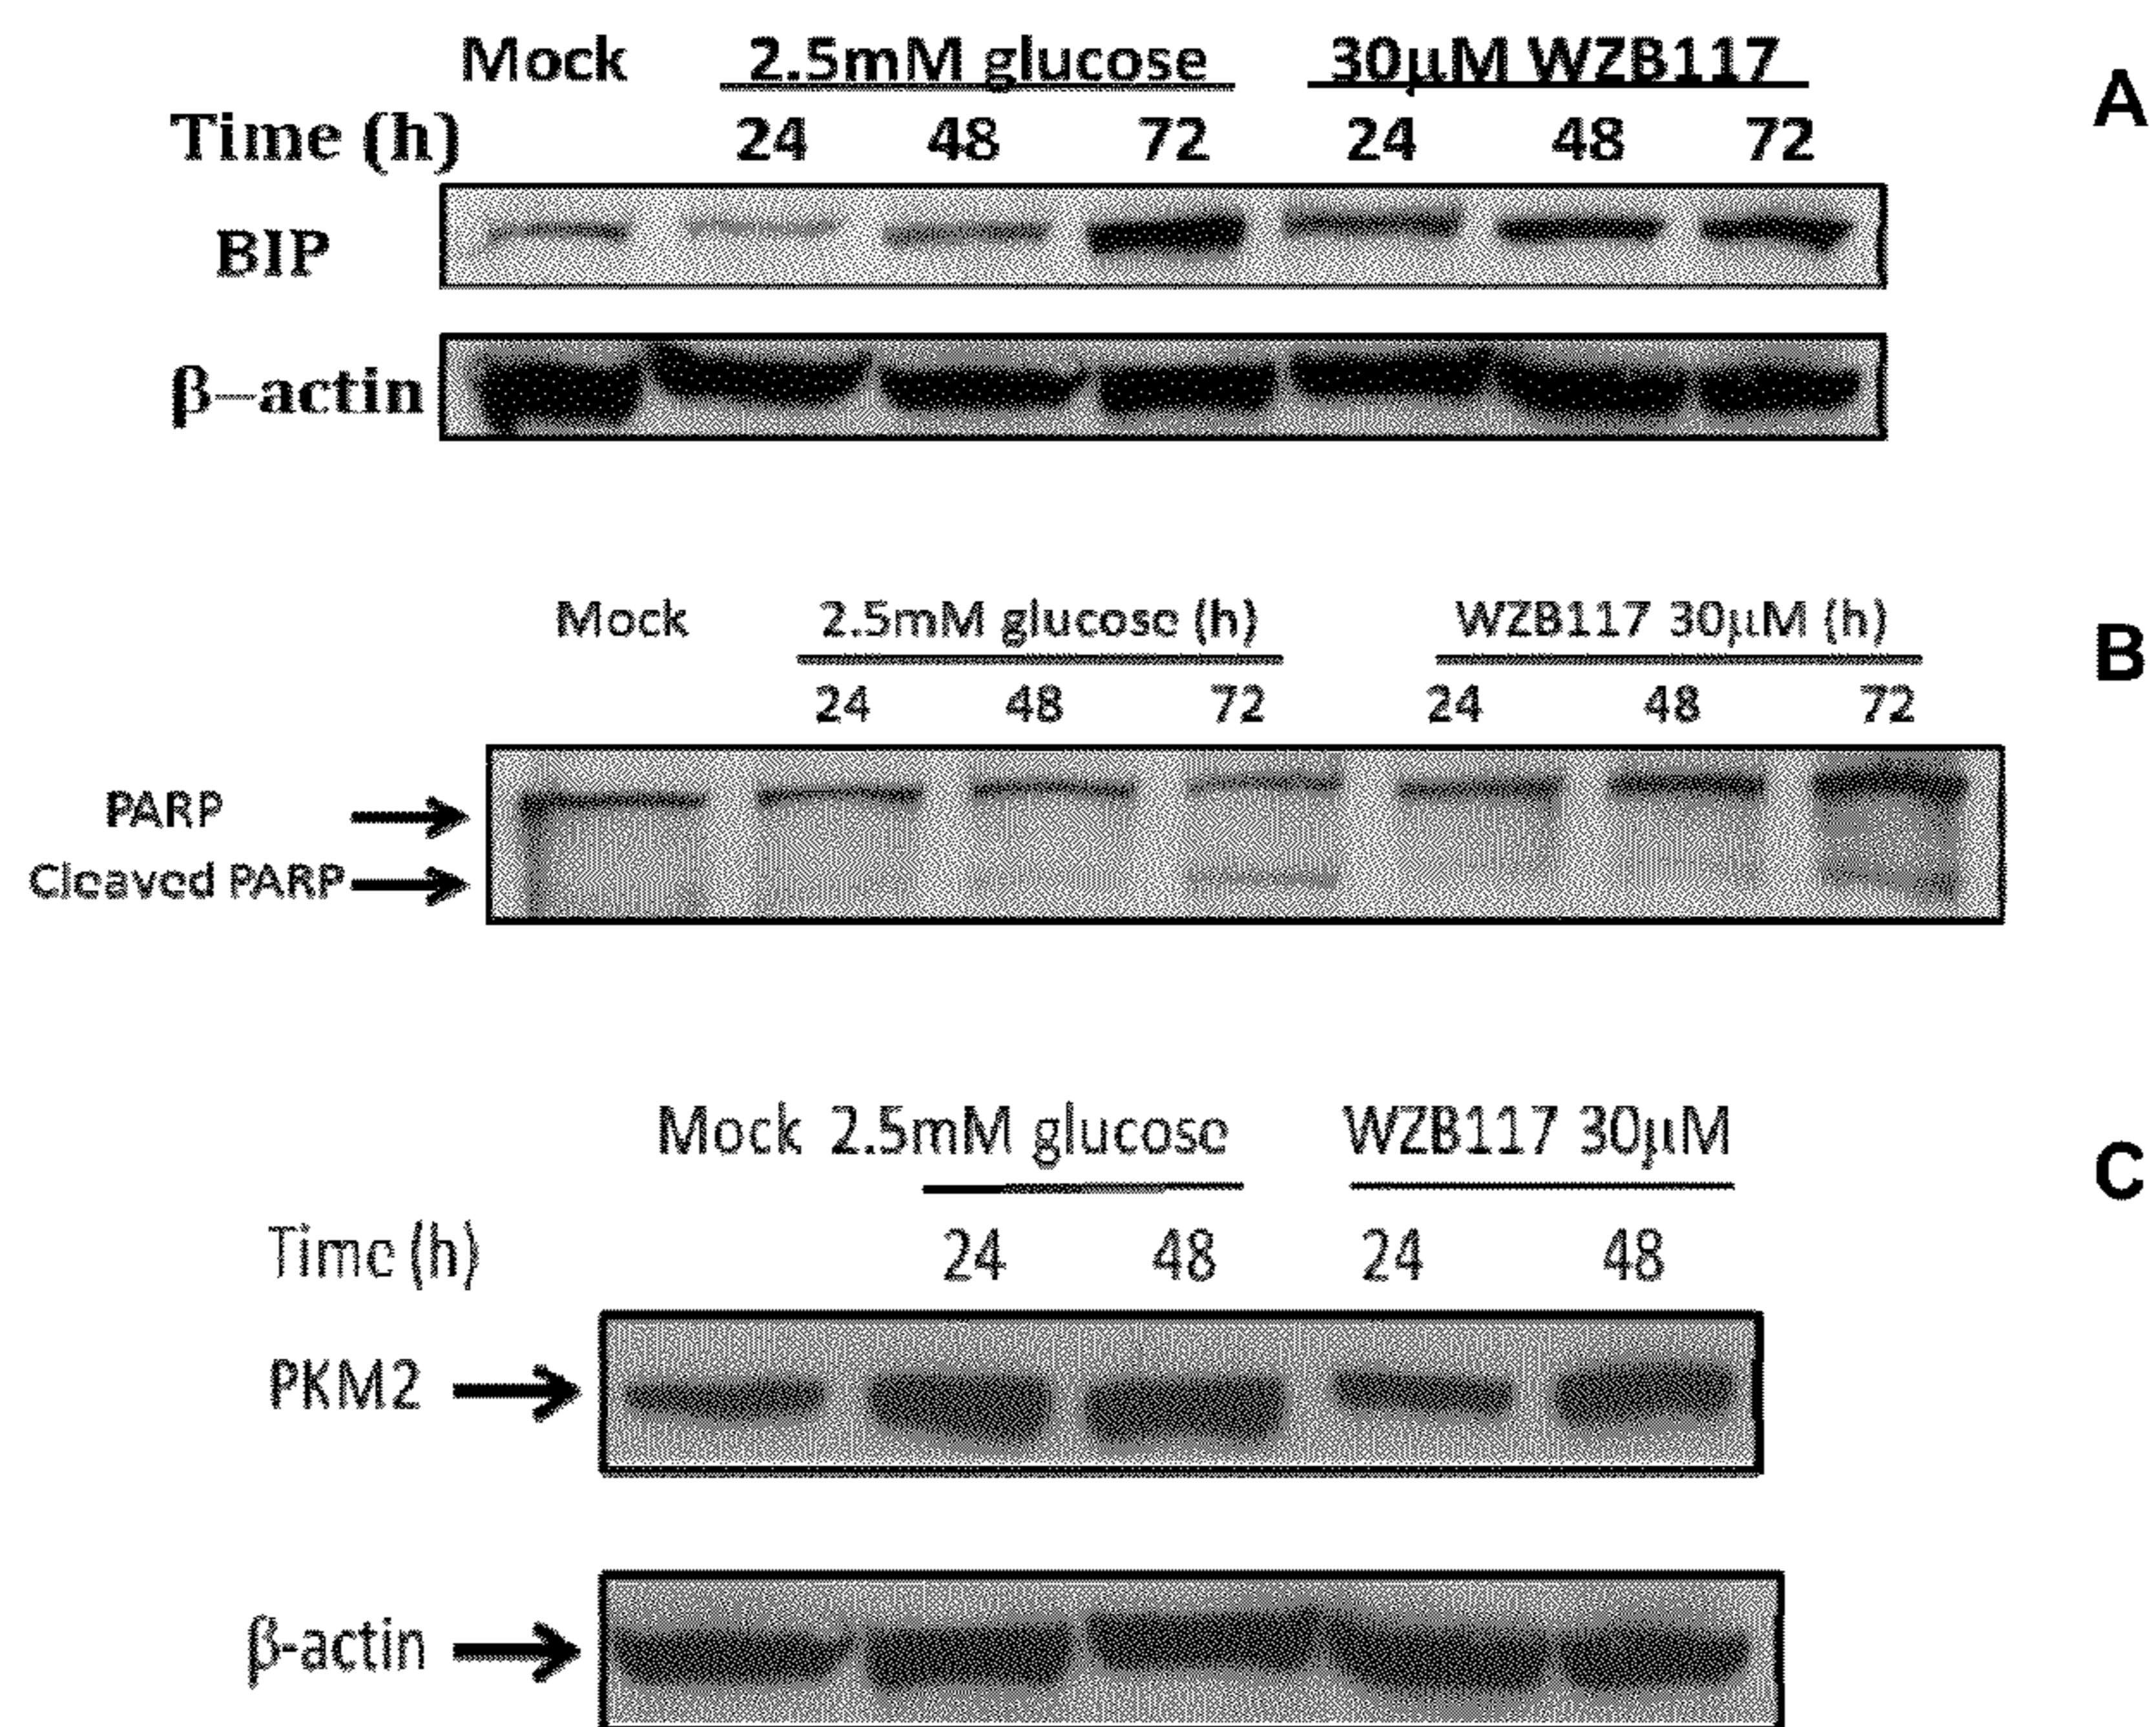 Mock 2.5mM glucose 30µM WZB117 A
Time (h) 24 48 72 24 48 72
BIP
β–actin
Mock 2.5mM glucose (h) WZB117 30µM (h) B
24 48 72 24 48 72
PARP
Cleaved PARP
Mock 2.5mM glucose WZB117 30µM C
Time (h) 24 48 24 48
PKM2
β-actin